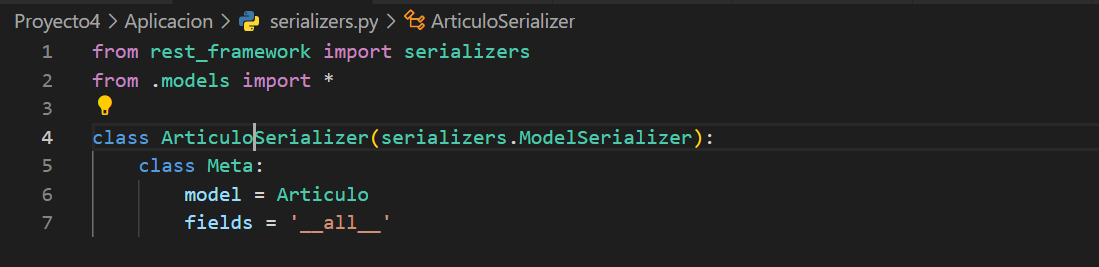 Proyecto4 > Aplicacion > serializers.py > ArticuloSerializer
1 from rest_framework import serializers
2 from .models import *
3
4 class ArticuloSerializer(serializers.ModelSerializer):
5     class Meta:
6         model = Articulo
7         fields = '__all__'